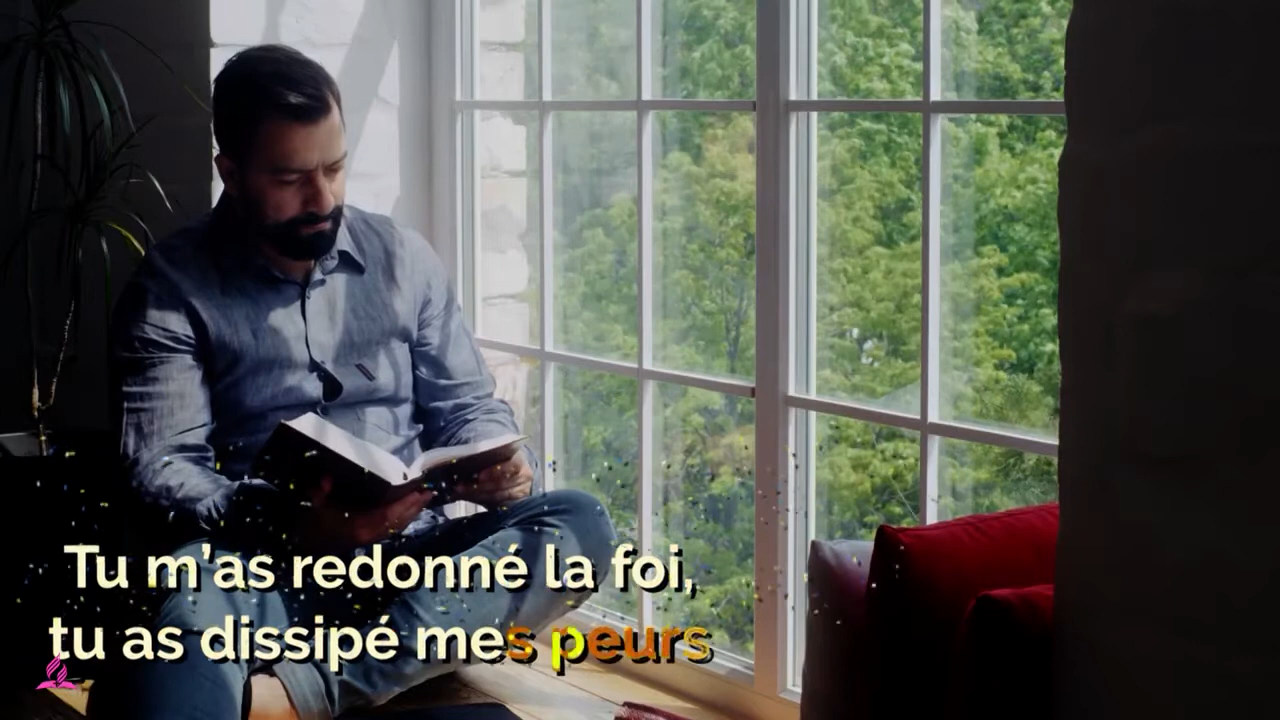 Tu m'as redonné la foi,
tu as dissipé mes peurs